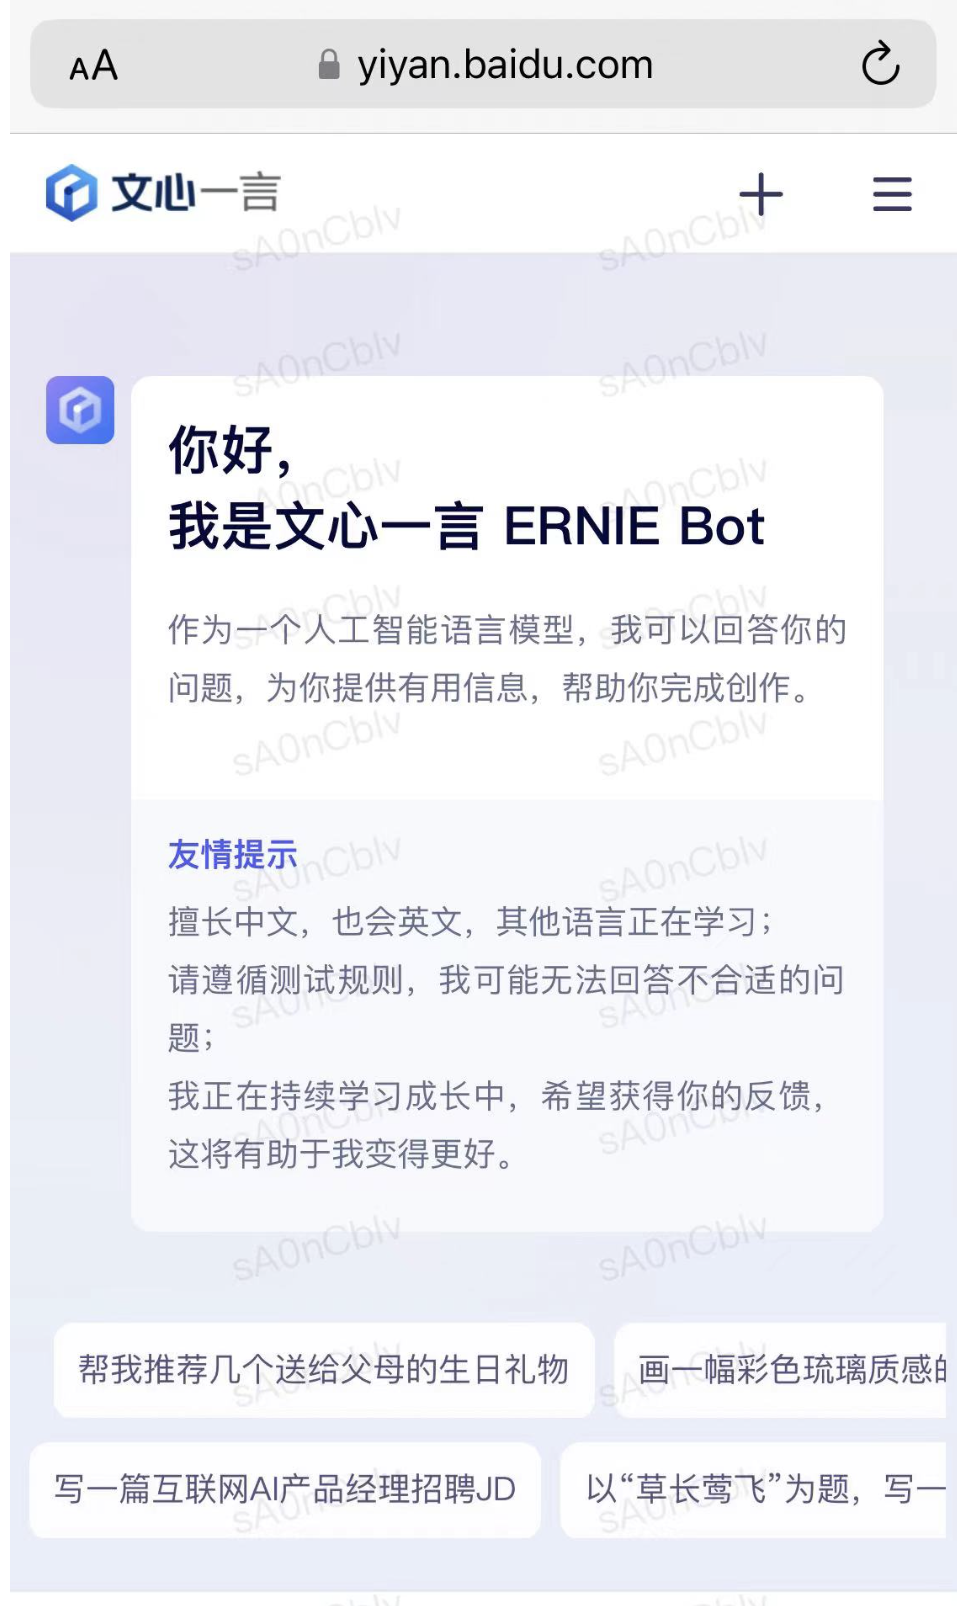 AA yiyan.baidu.com
文心一言
你好，
我是文心一言 ERNIE Bot
作为一个人工智能语言模型，我可以回答你的
问题，为你提供有用信息，帮助你完成创作。
友情提示
擅长中文，也会英文，其他语言正在学习；
请遵循测试规则，我可能无法回答不合适的问
题；
我正在持续学习成长中，希望获得你的反馈，
这将有助于我变得更好。
帮我推荐几个送给父母的生日礼物 画一幅彩色琉璃质感
写一篇互联网AI产品经理招聘JD 以“草长莺飞”为题，写一
sA0nCblv